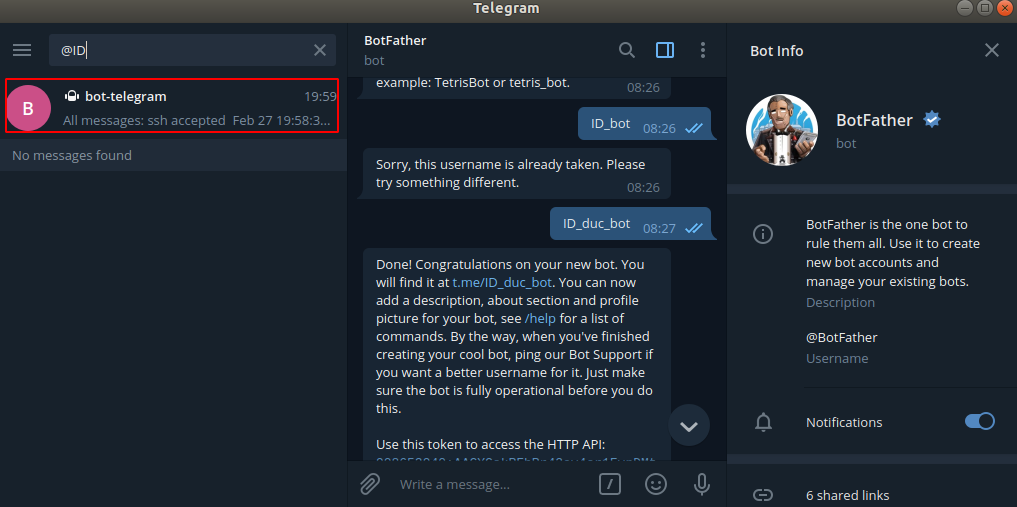 Telegram
@ID
B
bot-telegram
19:59
All messages: ssh accepted Feb 27 19:58:3...
No messages found
BotFather
bot
example: TetrisBot or tetris_bot.
08:26
ID_bot
08:26
Sorry, this username is already taken. Please
try something different.
08:26
ID_duc_bot
08:27
Done! Congratulations on your new bot. You
will find it at t.me/ID_duc_bot. You can now
add a description, about section and profile
picture for your bot, see /help for a list of
commands. By the way, when you've finished
creating your cool bot, ping our Bot Support if
you want a better username for it. Just make
sure the bot is fully operational before you do
this.
Use this token to access the HTTP API:
Write a message...
Bot Info
BotFather
bot
BotFather is the one bot to
rule them all. Use it to create
new bot accounts and
manage your existing bots.
Description
@BotFather
Username
Notifications
6 shared links